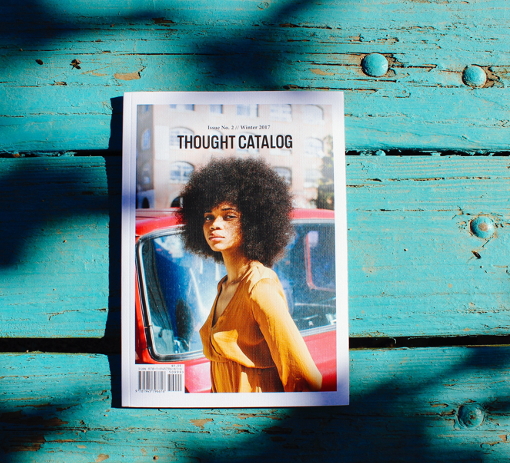 Issue No. 2 // Winter 2017
THOUGHT CATALOG